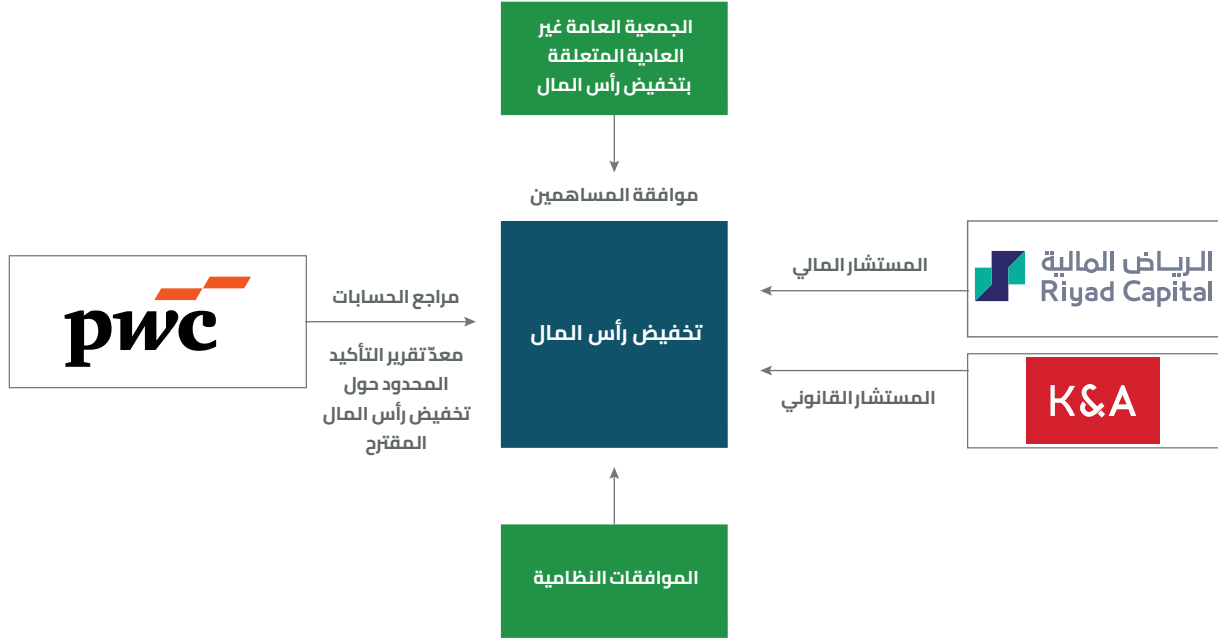 الجمعية العامة غير
العادية المتعلقة
بتخفيض رأس المال
موافقة المساهمين
الرياض المالية
Riyad Capital
المستشار المالي
تخفيض رأس المال
مراجع الحسابات
pwc
معدّ تقرير التأكيد
المحدود حول
تخفيض رأس المال
المقترح
K&A
المستشار القانوني
الموافقات النظامية